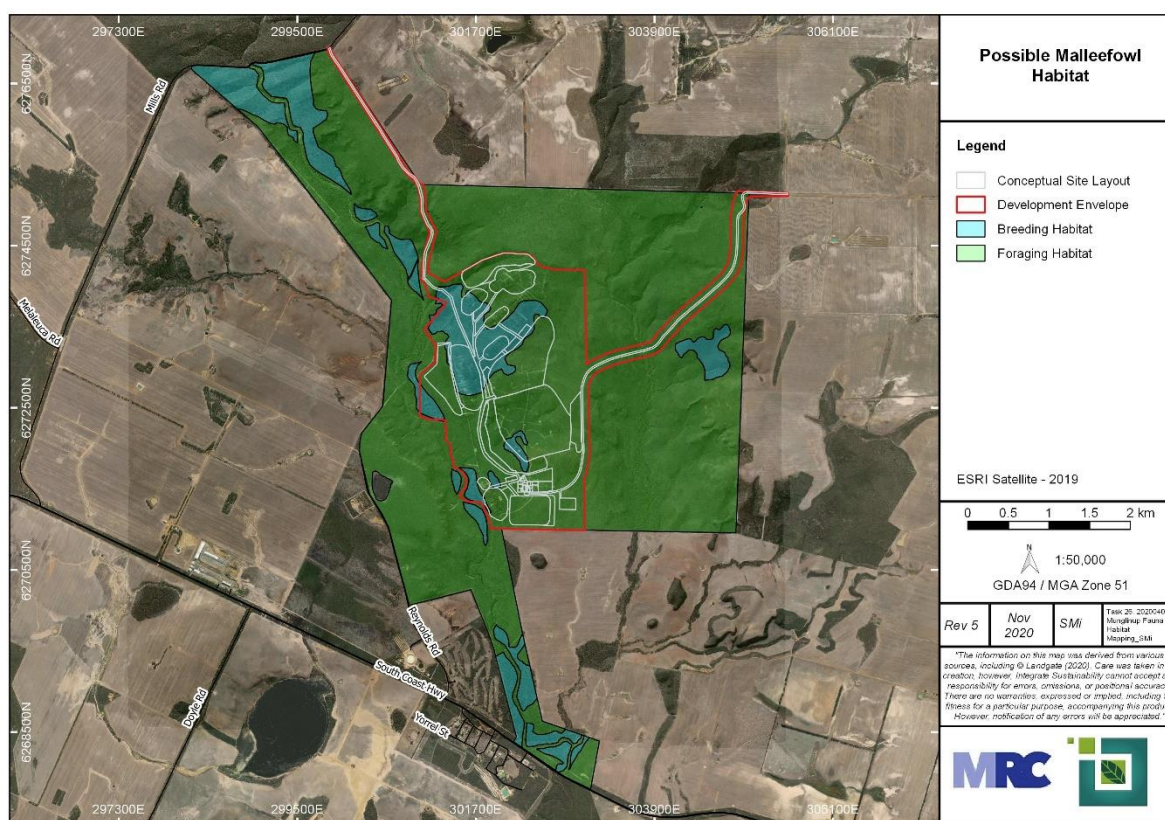 297300E
299500E
301700E
303900E
306100E
Possible Malleefowl
Habitat
6276500N
Mills Rd
Legend
Conceptual Site Layout
Development Envelope
Breeding Habitat
Foraging Habitat
6274500N
Melaleuca Rd
6272500N
ESRI Satellite - 2019
0 0.5 1 1.5 2 km
N
1:50,000
GDA94 / MGA Zone 51
6270500N
Reynolds Rd
South Coast Hwy
Doyle Rd
Yorrel St
6268500N
Rev 5
Nov
2020
SMi
Task 26. 2020040
Munglinup Fauna
Habitat
Mapping_SMi
"The information on this map was derived from various
sources, including © Landgate (2020). Care was taken in
creation, however, Integrate Sustainability cannot accept a
responsibility for errors, omissions, or positional accurac
There are no warranties, expressed or implied, including
fitness for a particular purpose, accompanying this produ
However, notification of any errors will be appreciated."
297300E
299500E
301700E
303900E
306100E
MRC